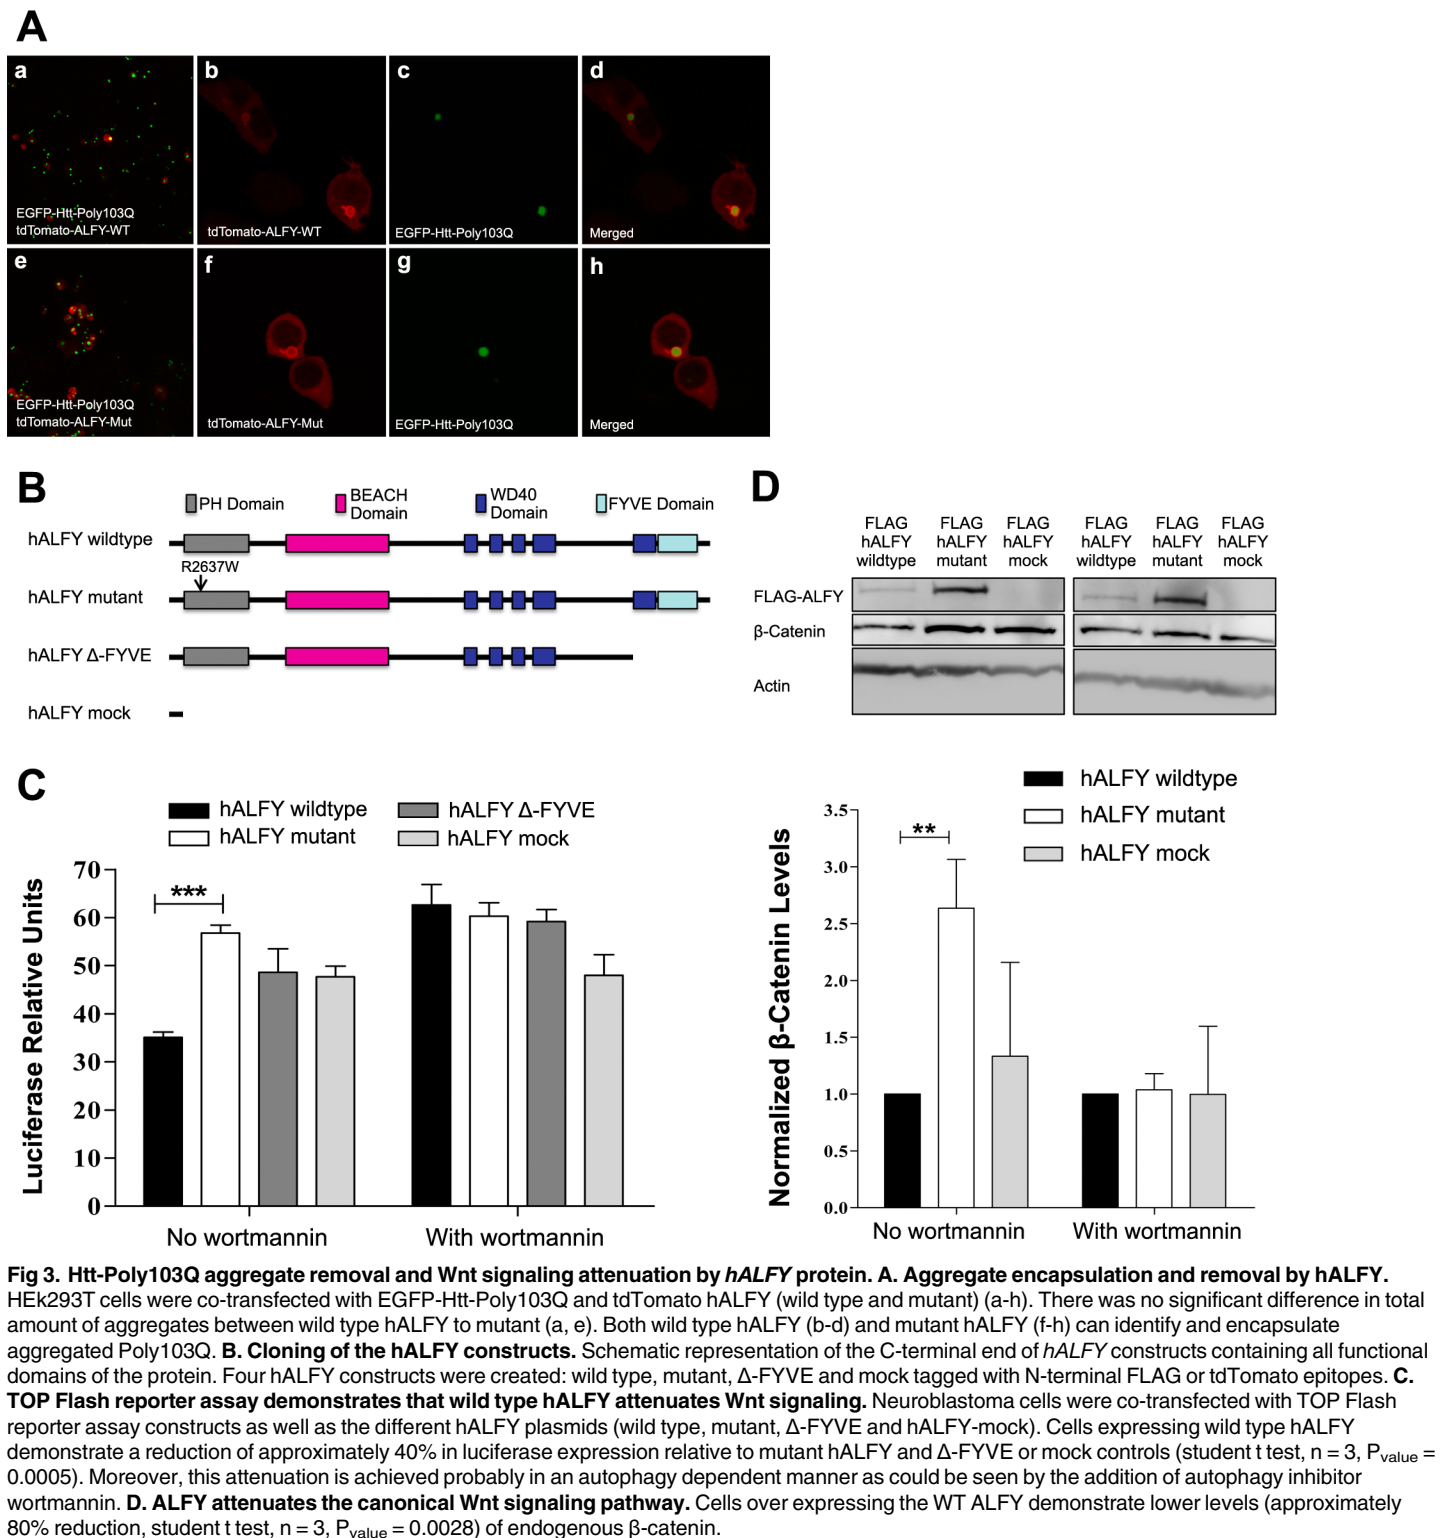 A
a
b
c
d
EGFP-Htt-Poly103Q
tdTomato-ALFY-WT
tdTomato-ALFY-WT
EGFP-Htt-Poly103Q
Merged
e
f
g
h
EGFP-Htt-Poly103Q
tdTomato-ALFY-Mut
tdTomato-ALFY-Mut
EGFP-Htt-Poly103Q
Merged
B
PH Domain
BEACH
Domain
WD40
Domain
FYVE Domain
hALFY wildtype
R2637W
hALFY mutant
hALFY Δ-FYVE
hALFY mock
D
FLAG
hALFY
wildtype
FLAG
hALFY
mutant
FLAG
hALFY
mock
FLAG
hALFY
wildtype
FLAG
hALFY
mutant
FLAG
hALFY
mock
FLAG-ALFY
β-Catenin
Actin
C
hALFY wildtype
hALFY mutant
hALFY Δ-FYVE
hALFY mock
Luciferase Relative Units
70
60
50
40
30
20
10
0
***
No wortmannin
With wortmannin
hALFY wildtype
hALFY mutant
hALFY mock
Normalized β-Catenin Levels
3.5
3.0
2.5
2.0
1.5
1.0
0.5
0.0
**
No wortmannin
With wortmannin
Fig 3. Htt-Poly103Q aggregate removal and Wnt signaling attenuation by hALFY protein. A. Aggregate encapsulation and removal by hALFY.
HEk293T cells were co-transfected with EGFP-Htt-Poly103Q and tdTomato hALFY (wild type and mutant) (a-h). There was no significant difference in total
amount of aggregates between wild type hALFY to mutant (a, e). Both wild type hALFY (b-d) and mutant hALFY (f-h) can identify and encapsulate
aggregated Poly103Q. B. Cloning of the hALFY constructs. Schematic representation of the C-terminal end of hALFY constructs containing all functional
domains of the protein. Four hALFY constructs were created: wild type, mutant, Δ-FYVE and mock tagged with N-terminal FLAG or tdTomato epitopes. C.
TOP Flash reporter assay demonstrates that wild type hALFY attenuates Wnt signaling. Neuroblastoma cells were co-transfected with TOP Flash
reporter assay constructs as well as the different hALFY plasmids (wild type, mutant, Δ-FYVE and hALFY-mock). Cells expressing wild type hALFY
demonstrate a reduction of approximately 40% in luciferase expression relative to mutant hALFY and Δ-FYVE or mock controls (student t test, n = 3, Pvalue =
0.0005). Moreover, this attenuation is achieved probably in an autophagy dependent manner as could be seen by the addition of autophagy inhibitor
wortmannin. D. ALFY attenuates the canonical Wnt signaling pathway. Cells over expressing the WT ALFY demonstrate lower levels (approximately
80% reduction, student t test, n = 3, Pvalue = 0.0028) of endogenous β-catenin.